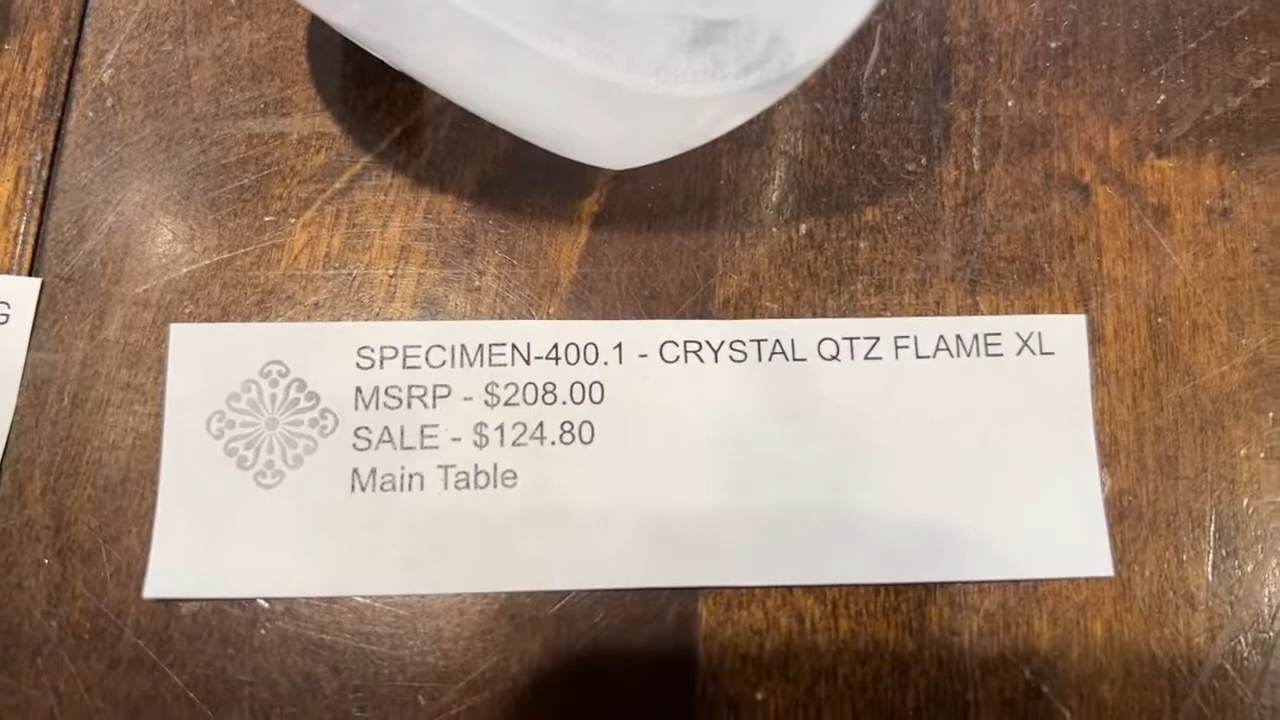 SPECIMEN-400.1 - CRYSTAL QTZ FLAME XL
MSRP - $208.00
SALE - $124.80
Main Table
G